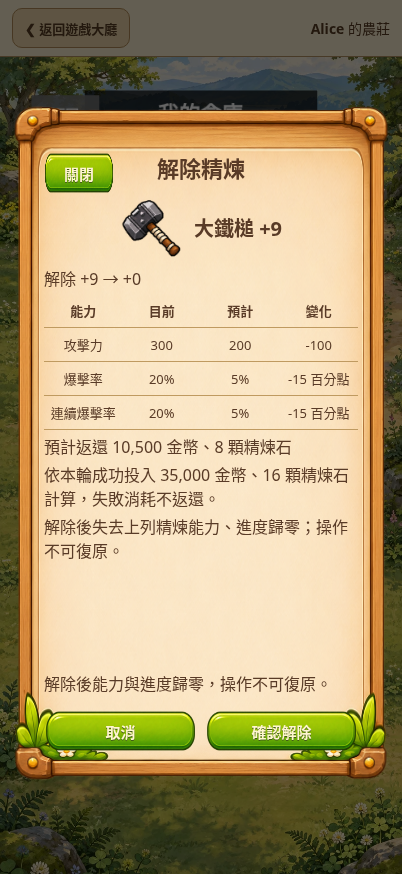 ❮ 返回遊戲大廳
Alice 的農莊
關閉
解除精煉
大鐵槌 +9
解除 +9 → +0
能力 目前 預計 變化
攻擊力 300 200 -100
爆擊率 20% 5% -15 百分點
連續爆擊率 20% 5% -15 百分點
預計返還 10,500 金幣、8 顆精煉石
依本輪成功投入 35,000 金幣、16 顆精煉石
計算，失敗消耗不返還。
解除後失去上列精煉能力、進度歸零；操作
不可復原。
解除後能力與進度歸零，操作不可復原。
取消
確認解除